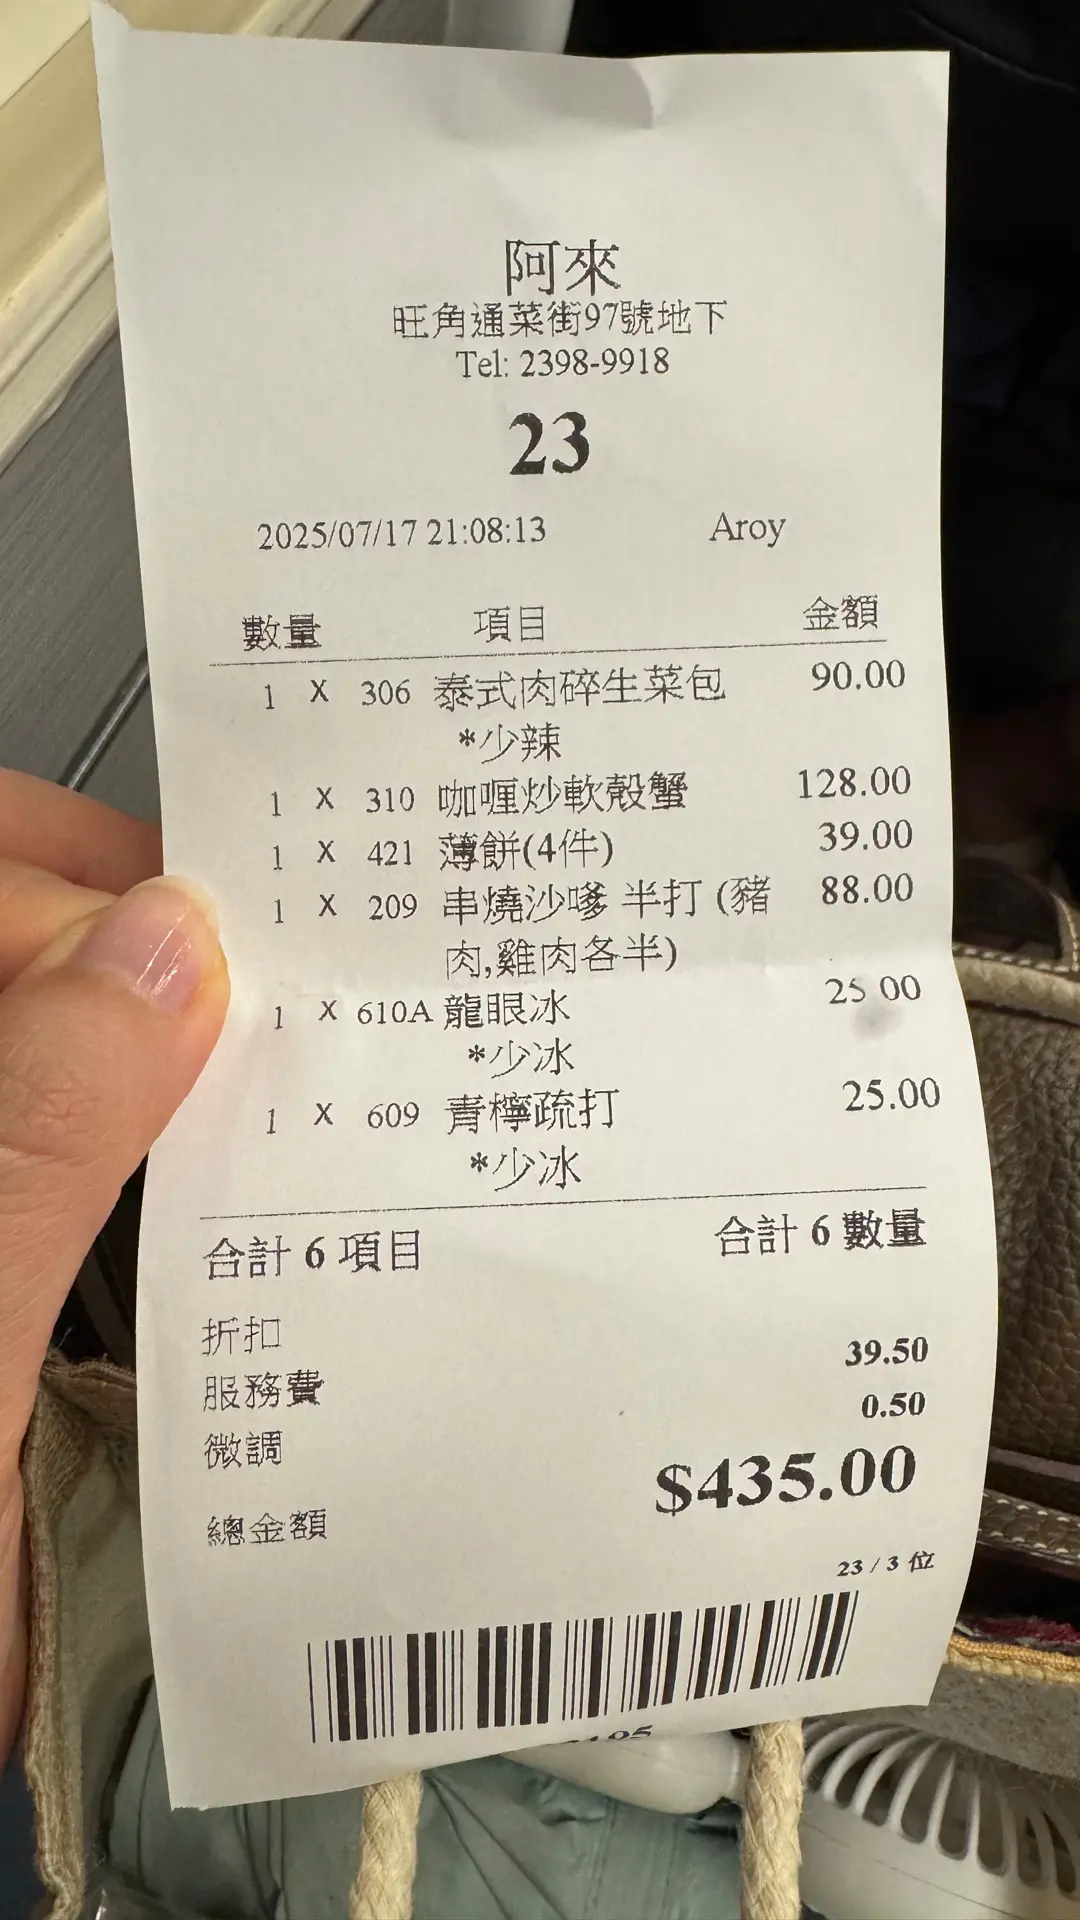 阿來
旺角通菜街97號地下
Tel: 2398-9918
23
2025/07/17 21:08:13 Aroy
數量 項目 金額
1 X 306 泰式肉碎生菜包 90.00
*少辣
1 X 310 咖喱炒軟殼蟹 128.00
1 X 421 薄餅(4件) 39.00
1 X 209 串燒沙嗲 半打 (豬 88.00
肉,雞肉各半)
1 X 610A 龍眼冰 25.00
*少冰
1 X 609 青檸疏打 25.00
*少冰
合計 6 項目 合計 6 數量
折扣
服務費 39.50
微調 0.50
總金額 $435.00
23 / 3 位